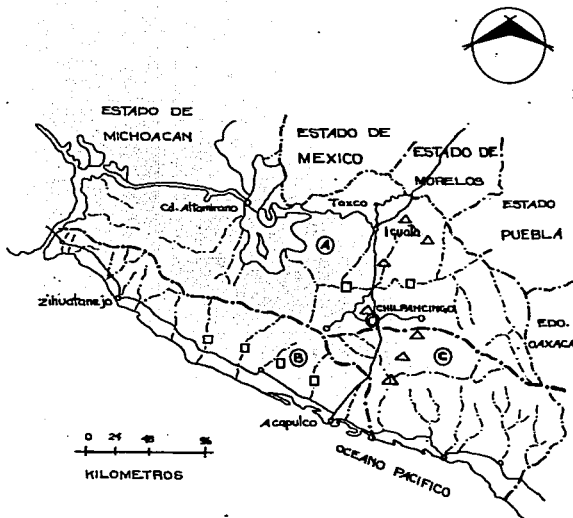 ESTADO DE
MICHOACAN
ESTADO DE
MEXICO
ESTADO DE
MORELOS
ESTADO
PUEBLA
Cd. Altamirano
Taxco
Iguala
A
Zihuatanejo
CHILPANCINGO
EDO.
OAXACA
B
C
Acapulco
OCEANO PACIFICO
0 24 48 96
KILOMETROS